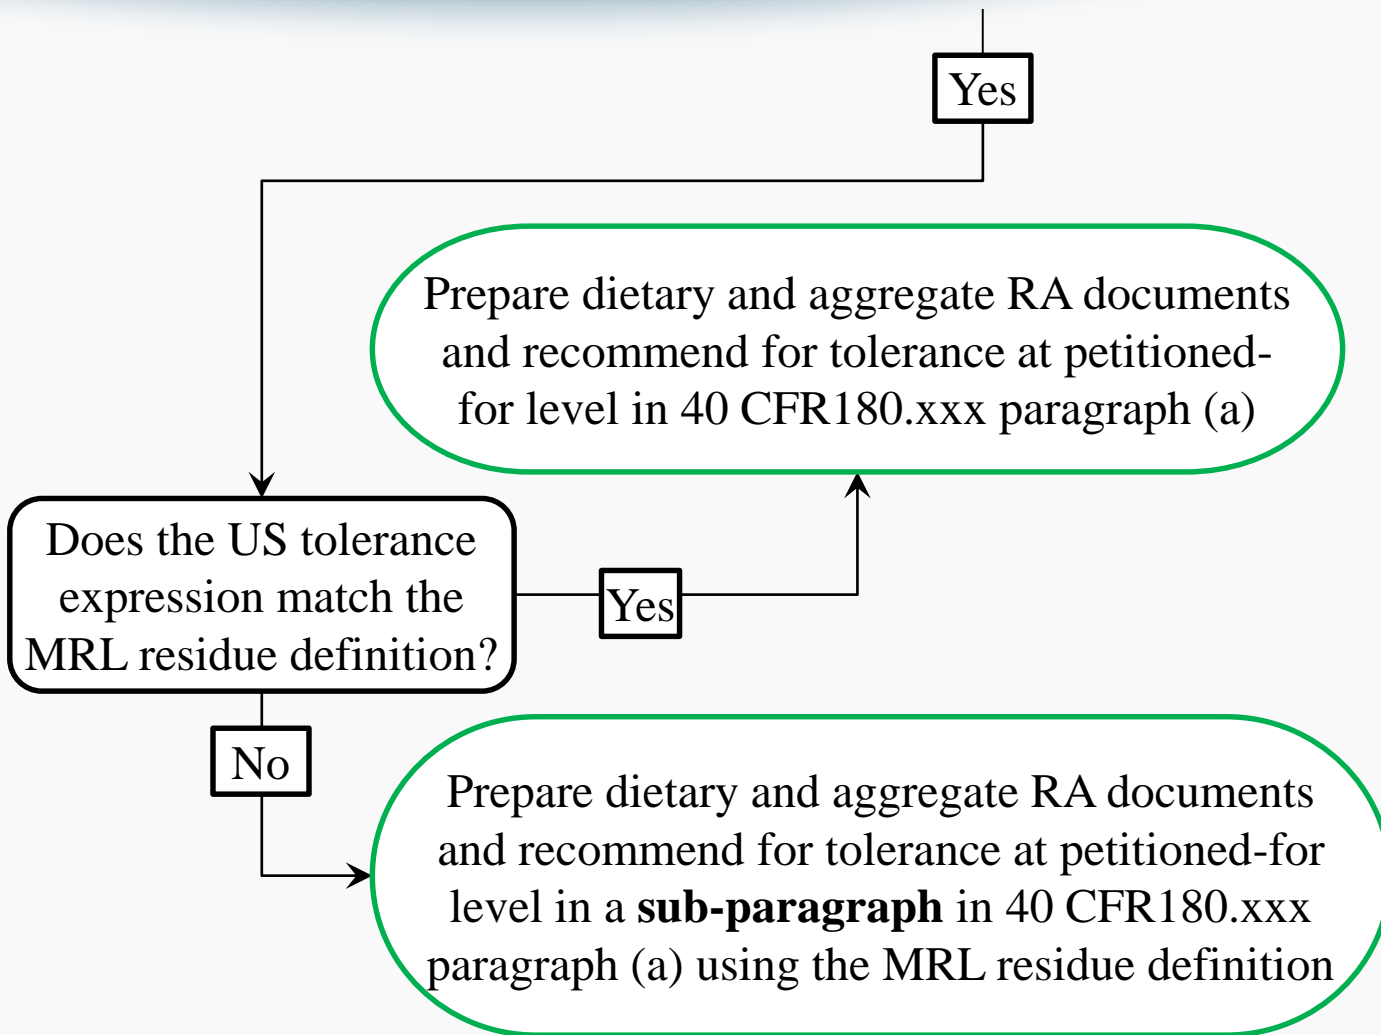 Yes
Prepare dietary and aggregate RA documents
and recommend for tolerance at petitioned-
for level in 40 CFR180.xxx paragraph (a)
Does the US tolerance
expression match the
MRL residue definition?
Yes
No
Prepare dietary and aggregate RA documents
and recommend for tolerance at petitioned-for
level in a sub-paragraph in 40 CFR180.xxx
paragraph (a) using the MRL residue definition